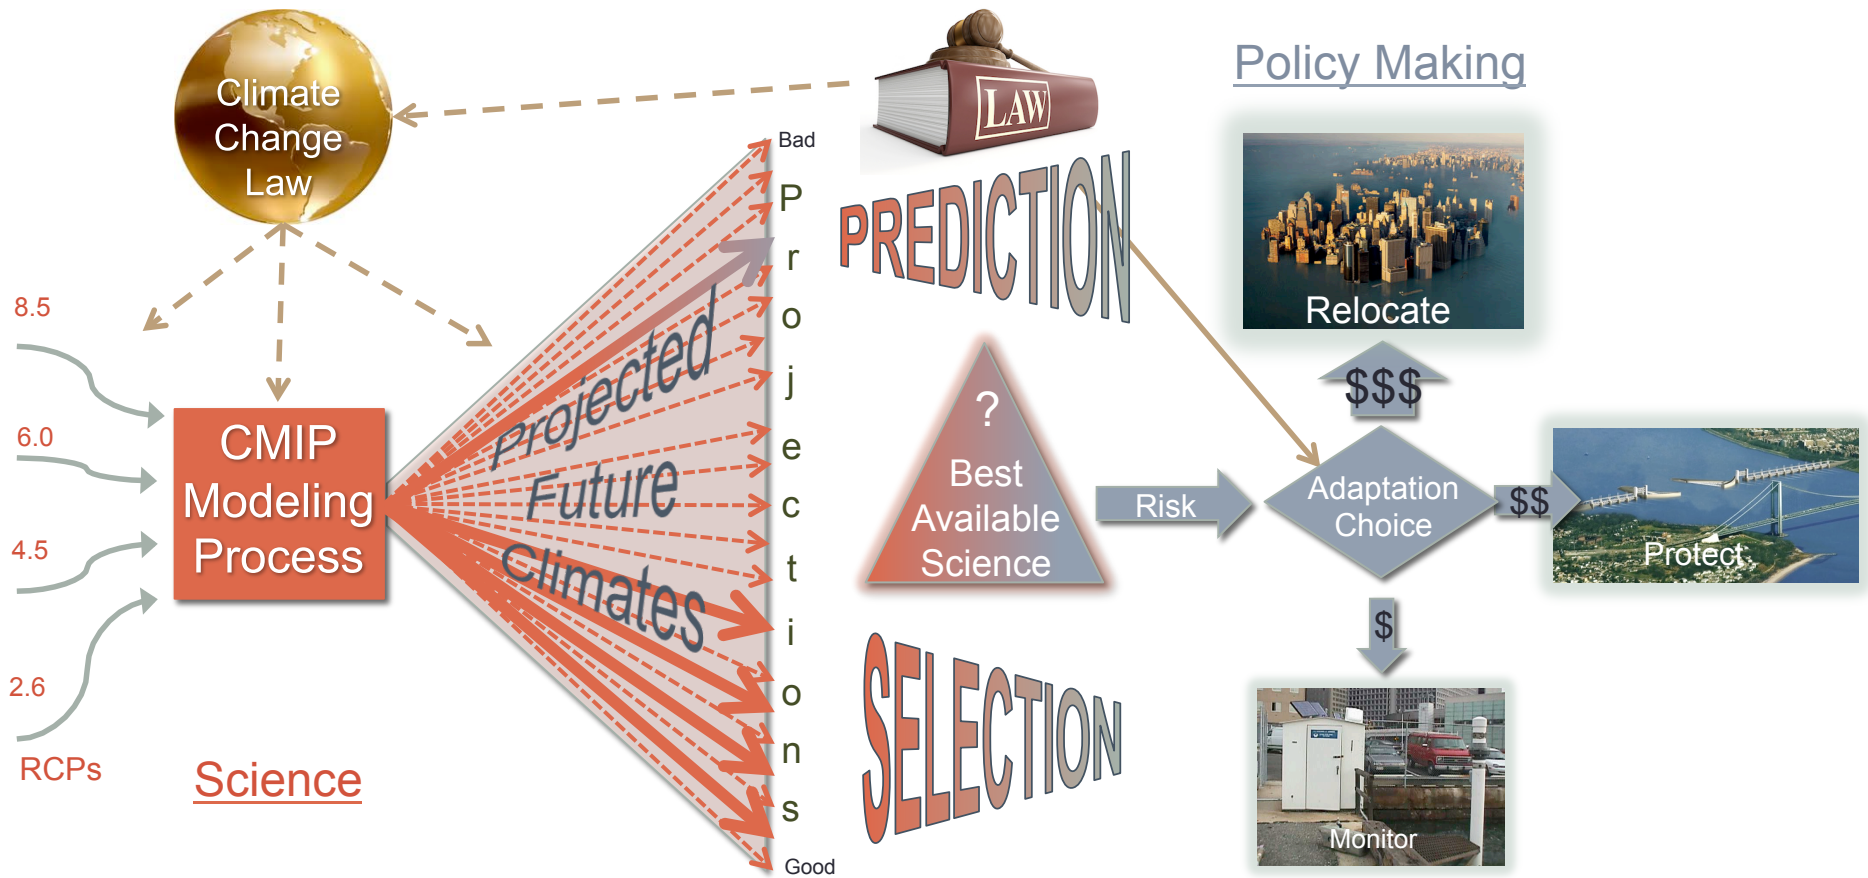 Climate
Change
Law
LAW
Policy Making
Bad
Projections
Good
PREDICTION
Relocate
8.5
6.0
4.5
2.6
RCPs
CMIP
Modeling
Process
Science
Projected
Future
Climates
?
Best
Available
Science
SELECTION
Risk
Adaptation
Choice
$$$
$$
$
Protect
Monitor